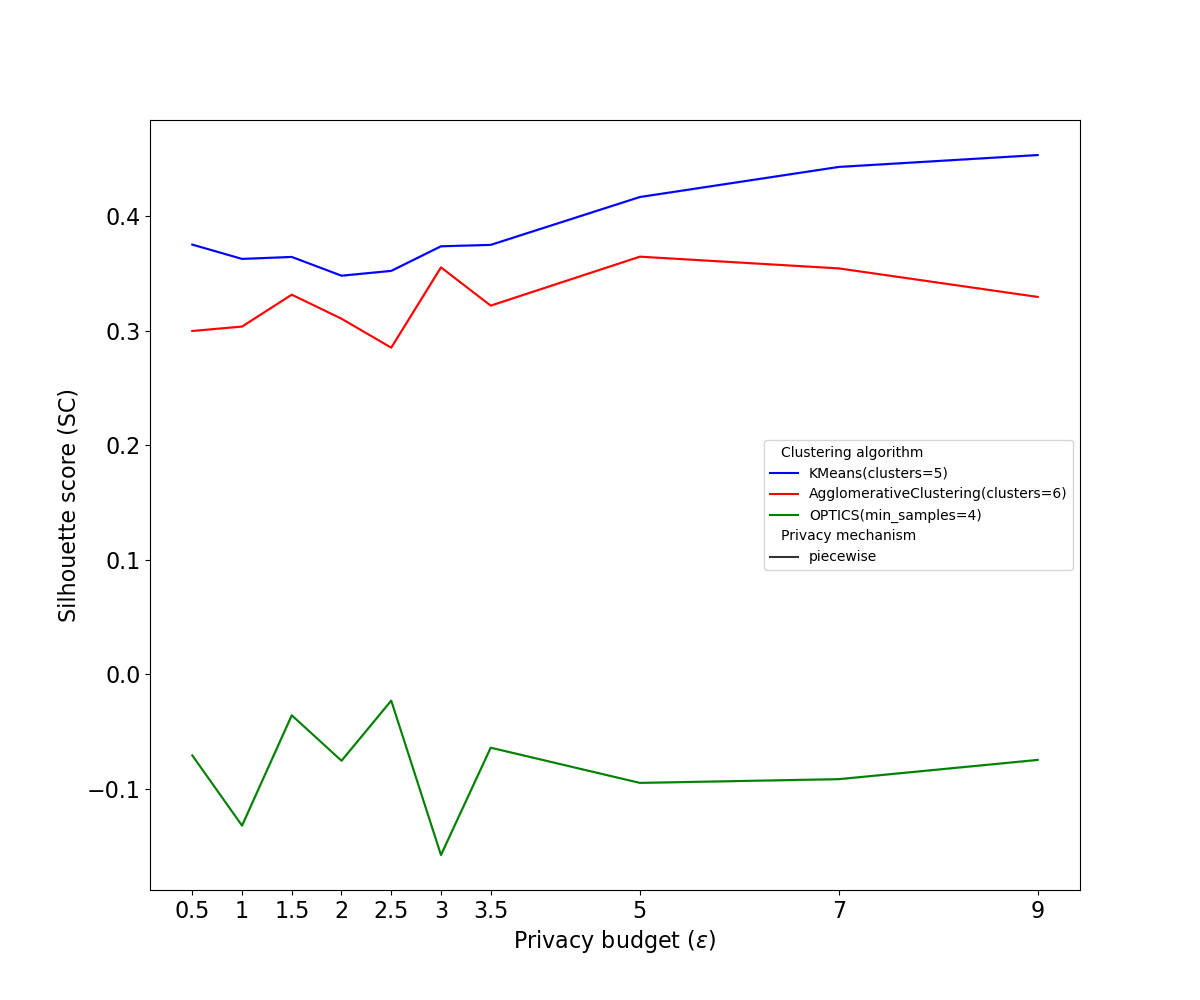 0.4
0.3
0.2
0.1
0.0
−0.1
Silhouette score (SC)
Clustering algorithm
KMeans(clusters=5)
AgglomerativeClustering(clusters=6)
OPTICS(min_samples=4)
Privacy mechanism
piecewise
0.5 1 1.5 2 2.5 3 3.5 5 7 9
Privacy budget (ε)